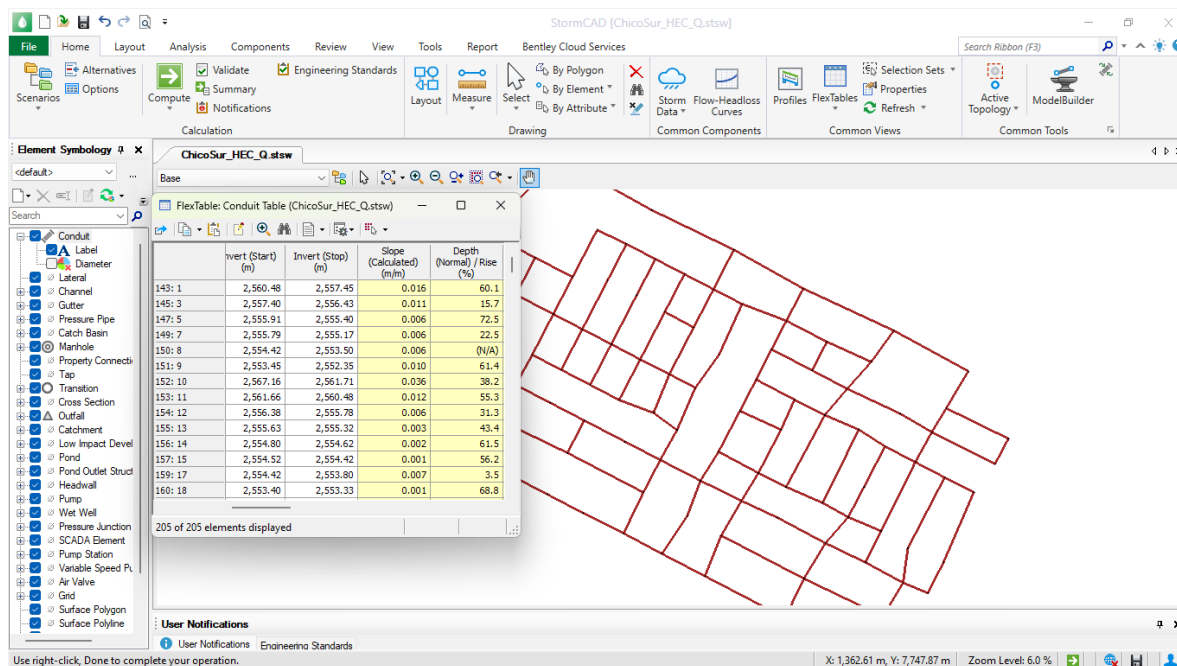 StormCAD [ChicoSur_HEC_Q.stsw]
File Home Layout Analysis Components Review View Tools Report Bentley Cloud Services Search Ribbon (F3)
Scenarios
Alternatives
Options
Compute
Validate
Summary
Notifications
Engineering Standards
Calculation
Layout
Measure
Select
By Polygon
By Element
By Attribute
Drawing
Storm Data
Flow-Headloss Curves
Common Components
Profiles
FlexTables
Selection Sets
Properties
Refresh
Common Views
Active Topology
ModelBuilder
Common Tools
Element Symbology
<default>
...
Search
Conduit
Label
Diameter
Lateral
Channel
Gutter
Pressure Pipe
Catch Basin
Manhole
Property Connecti
Tap
Transition
Cross Section
Outfall
Catchment
Low Impact Devel
Pond
Pond Outlet Struct
Headwall
Pump
Wet Well
Pressure Junction
SCADA Element
Pump Station
Variable Speed Pu
Air Valve
Grid
Surface Polygon
Surface Polyline
ChicoSur_HEC_Q.stsw
Base
FlexTable: Conduit Table (ChicoSur_HEC_Q.stsw)
nvert (Start) (m) Invert (Stop) (m) Slope (Calculated) (m/m) Depth (Normal) / Rise (%)
143: 1 2,560.48 2,557.45 0.016 60.1
145: 3 2,557.40 2,556.43 0.011 15.7
147: 5 2,555.91 2,555.40 0.006 72.5
149: 7 2,555.79 2,555.17 0.006 22.5
150: 8 2,554.42 2,553.50 0.006 (N/A)
151: 9 2,553.45 2,552.35 0.010 61.4
152: 10 2,567.16 2,561.71 0.036 38.2
153: 11 2,561.66 2,560.48 0.012 55.3
154: 12 2,556.38 2,555.78 0.006 31.3
155: 13 2,555.63 2,555.32 0.003 43.4
156: 14 2,554.80 2,554.62 0.002 61.5
157: 15 2,554.52 2,554.42 0.001 56.2
159: 17 2,554.42 2,553.80 0.007 3.5
160: 18 2,553.40 2,553.33 0.001 68.8
205 of 205 elements displayed
User Notifications
User Notifications Engineering Standards
Use right-click, Done to complete your operation. X: 1,362.61 m, Y: 7,747.87 m Zoom Level: 6.0 %